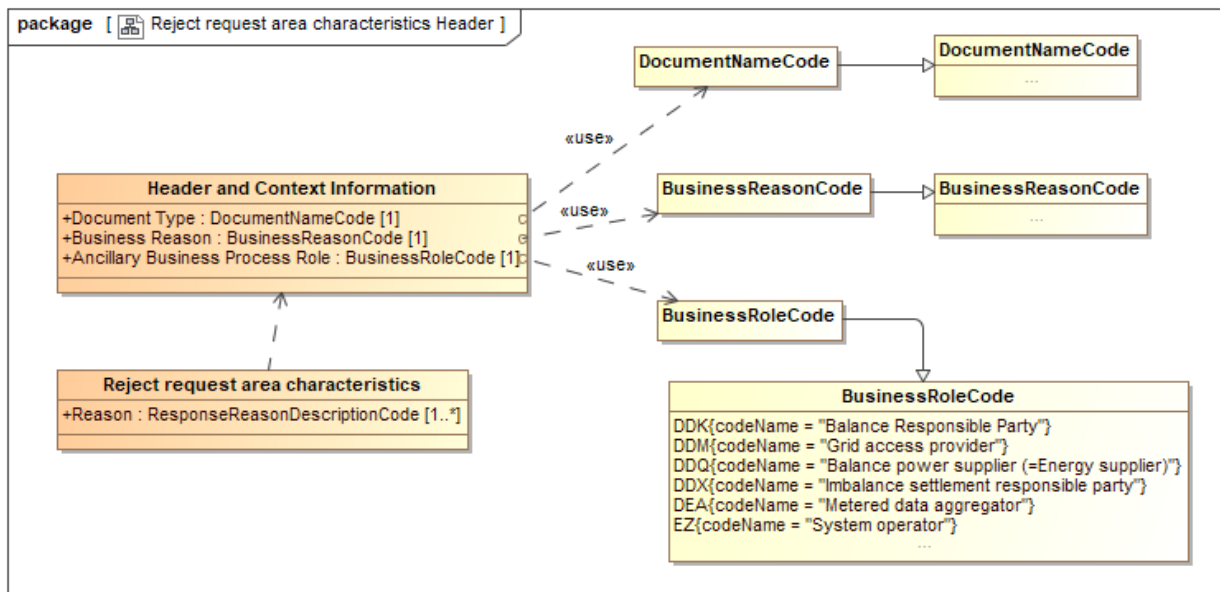 package [ Reject request area characteristics Header ]
DocumentNameCode
DocumentNameCode
...
«use»
Header and Context Information
+Document Type : DocumentNameCode [1]
+Business Reason : BusinessReasonCode [1]
+Ancillary Business Process Role : BusinessRoleCode [1]
«use»
BusinessReasonCode
BusinessReasonCode
...
«use»
BusinessRoleCode
Reject request area characteristics
+Reason : ResponseReasonDescriptionCode [1..*]
BusinessRoleCode
DDK{codeName = "Balance Responsible Party"}
DDM{codeName = "Grid access provider"}
DDQ{codeName = "Balance power supplier (=Energy supplier)"}
DDX{codeName = "Imbalance settlement responsible party"}
DEA{codeName = "Metered data aggregator"}
EZ{codeName = "System operator"}
...